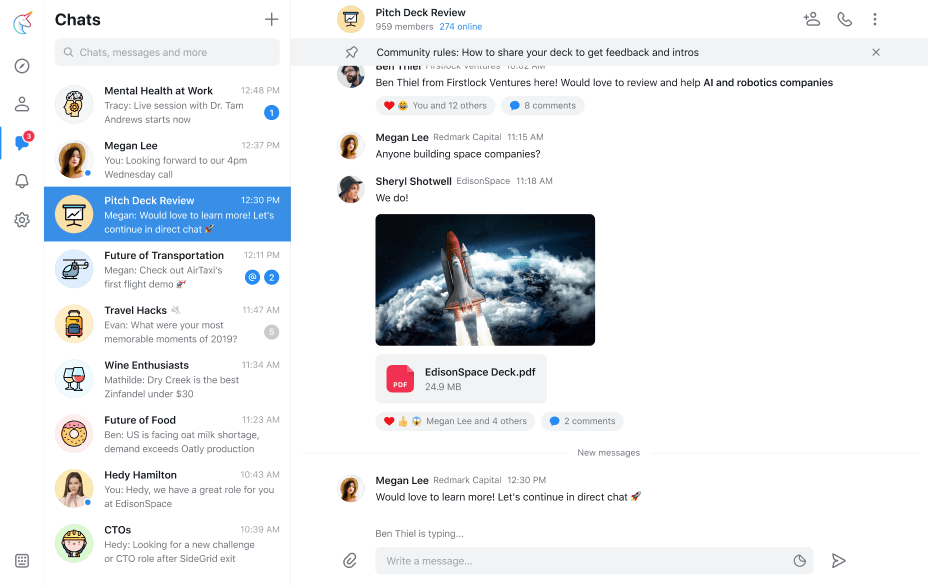 Chats
Chats, messages and more
3
Mental Health at Work 12:48 PM
Tracy: Live session with Dr. Tam
Andrews starts now
1
Megan Lee 12:37 PM
You: Looking forward to our 4pm
Wednesday call
Pitch Deck Review 12:30 PM
Megan: Would love to learn more! Let's
continue in direct chat 🚀
Future of Transportation 12:11 PM
Megan: Check out AirTaxi's
first flight demo 🚁
@ 2
Travel Hacks 11:47 AM
Evan: What were your most
memorable moments of 2019?
5
Wine Enthusiasts 11:34 AM
Mathilde: Dry Creek is the best
Zinfandel under $30
Future of Food 11:23 AM
Ben: US is facing oat milk shortage,
demand exceeds Oatly production
Hedy Hamilton 10:43 AM
You: Hedy, we have a great role for you
at EdisonSpace
CTOs 10:39 AM
Hedy: Looking for a new challenge
or CTO role after SideGrid exit
Pitch Deck Review
959 members 274 online
Community rules: How to share your deck to get feedback and intros
Ben Thiel Firstlock Ventures 10:02 AM
Ben Thiel from Firstlock Ventures here! Would love to review and help AI and robotics companies
❤️ 😂 You and 12 others 8 comments
Megan Lee Redmark Capital 11:15 AM
Anyone building space companies?
Sheryl Shotwell EdisonSpace 11:18 AM
We do!
PDF
EdisonSpace Deck.pdf
24.9 MB
❤️ 👍 😱 Megan Lee and 4 others 2 comments
New messages
Megan Lee Redmark Capital 12:30 PM
Would love to learn more! Let's continue in direct chat 🚀
Ben Thiel is typing...
Write a message...